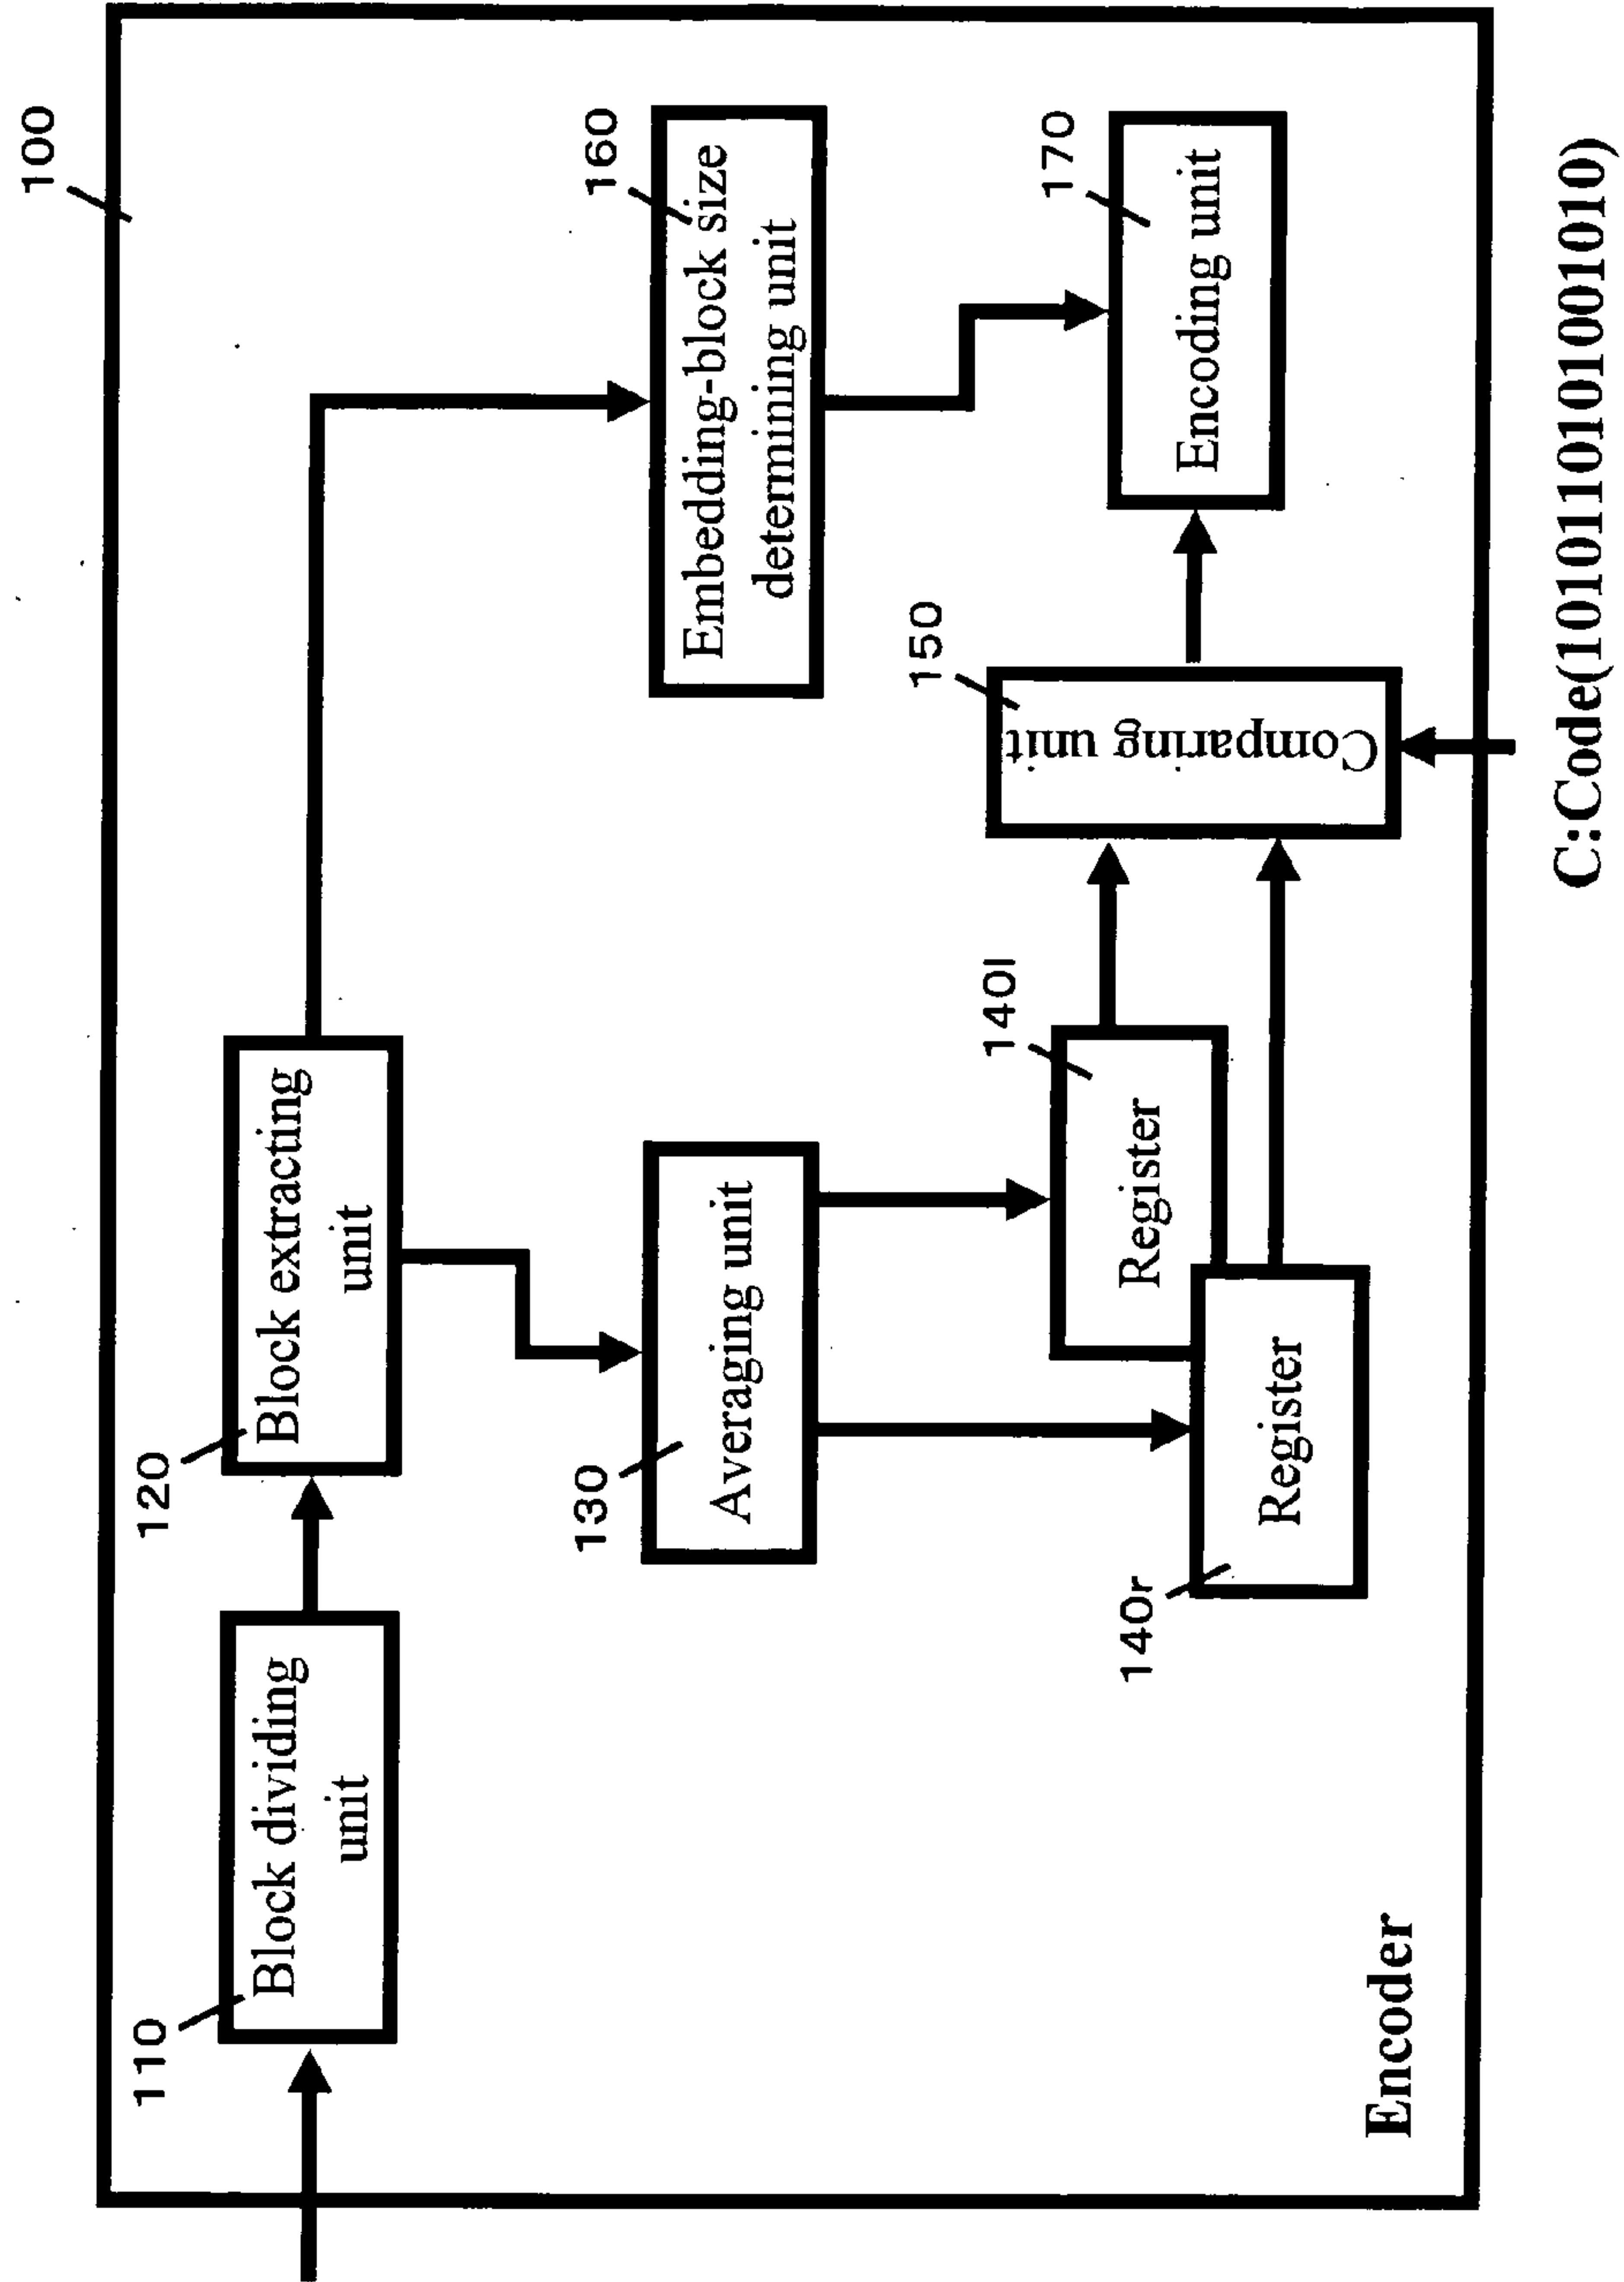 100
110
Block dividing
unit
120
Block extracting
unit
130
Averaging unit
140l
Register
140r
Register
150
Comparing unit
160
Embedding-block size
determining unit
170
Encoding unit
Encoder
C:Code(1010110101001010)